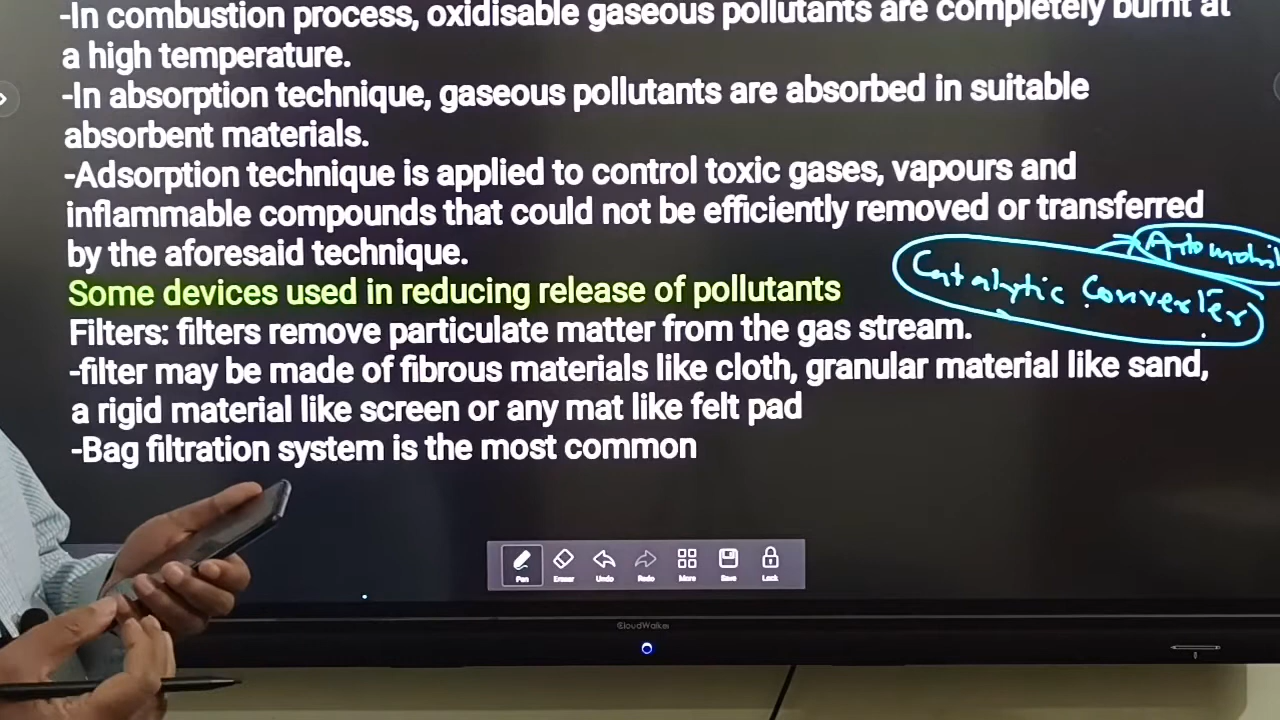 -In combustion process, oxidisable gaseous pollutants are completely burnt at
a high temperature.
-In absorption technique, gaseous pollutants are absorbed in suitable
absorbent materials.
-Adsorption technique is applied to control toxic gases, vapours and
inflammable compounds that could not be efficiently removed or transferred
by the aforesaid technique.
Some devices used in reducing release of pollutants
Catalytic Converter
Filters: filters remove particulate matter from the gas stream.
-filter may be made of fibrous materials like cloth, granular material like sand,
a rigid material like screen or any mat like felt pad
-Bag filtration system is the most common
Pen Eraser Undo Redo More Save Lock
CloudWalker